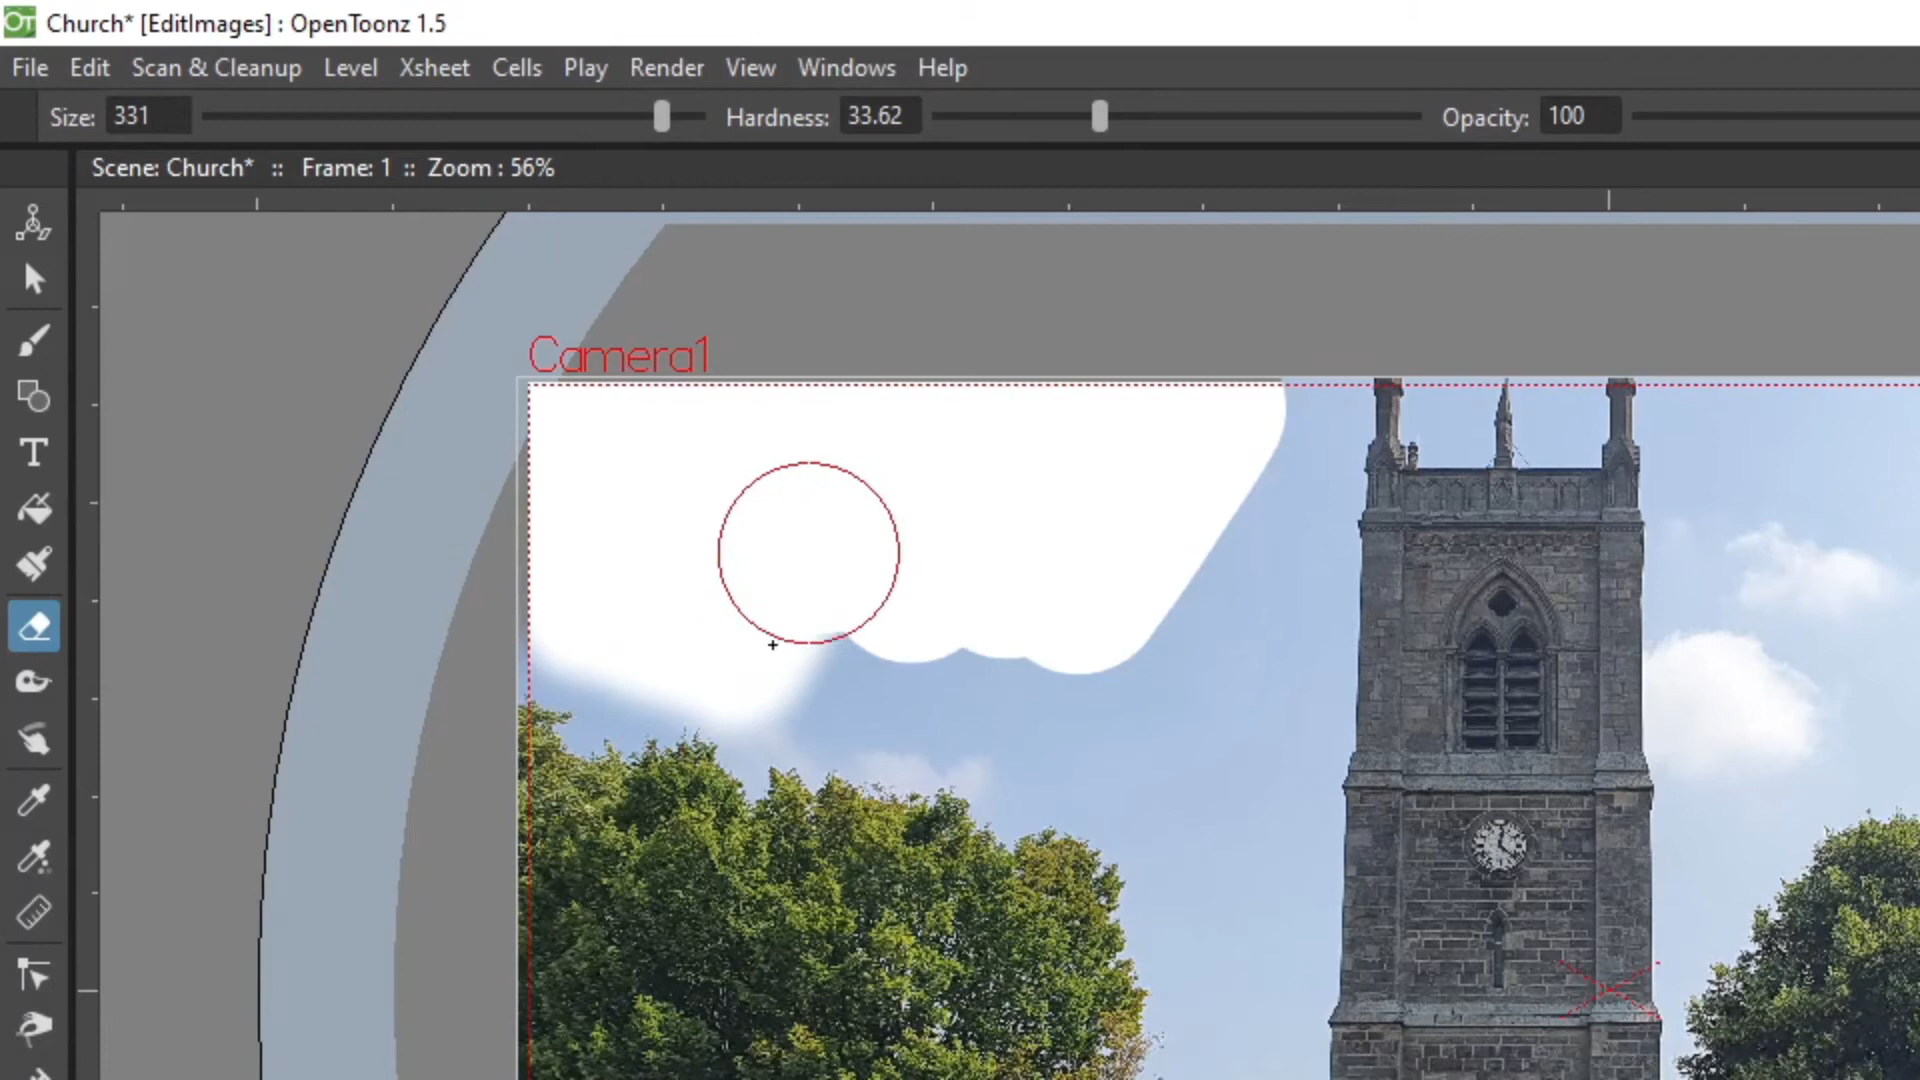 OT Church* [EditImages] : OpenToonz 1.5
File Edit Scan & Cleanup Level Xsheet Cells Play Render View Windows Help
Size: 331 Hardness: 33.62 Opacity: 100
Scene: Church* :: Frame: 1 :: Zoom : 56%
T
Camera1